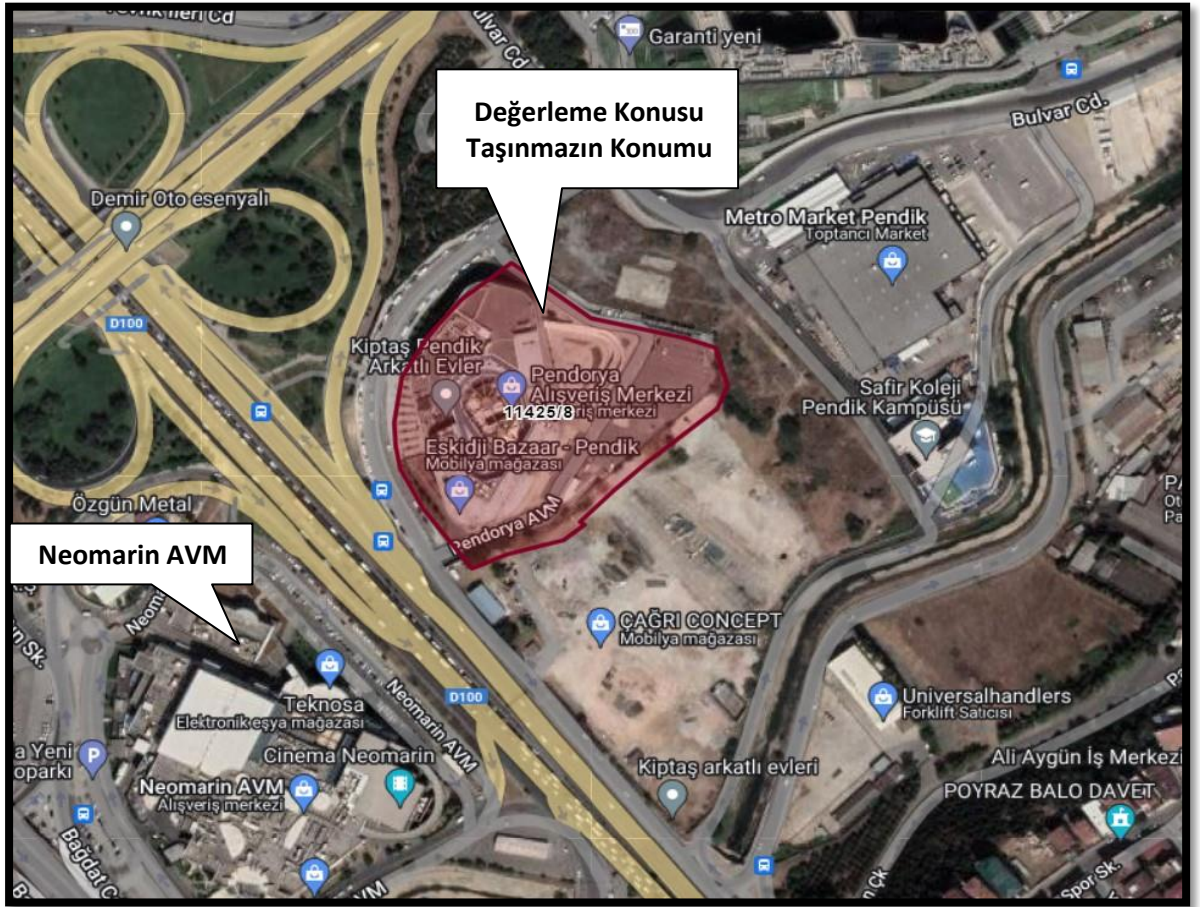 Bulvar Cd
Garanti yeni
Değerleme Konusu
Taşınmazın Konumu
Bulvar Cd.
Demir Oto esenyalı
Metro Market Pendik
Toptancı Market
D100
Kiptaş Pendik
Arkatlı Evler
Pendorya
Alışveriş Merkezi
11425/8
Safir Koleji
Pendik Kampüsü
Eskidji Bazaar - Pendik
Mobilya mağazası
Özgün Metal
Pendorya AVM
Neomarin AVM
ÇAĞRI CONCEPT
Mobilya mağazası
Teknosa
Elektronik eşya mağazası
Neomarin AVM
D100
Universalhandlers
Forklift Satıcısı
Cinema Neomarin
Kiptaş arkatlı evleri
Ali Aygün İş Merkezi
Neomarin AVM
Alışveriş merkezi
POYRAZ BALO DAVET
a Yeni
oparkı
P
Bağdat C
Spor Sk.